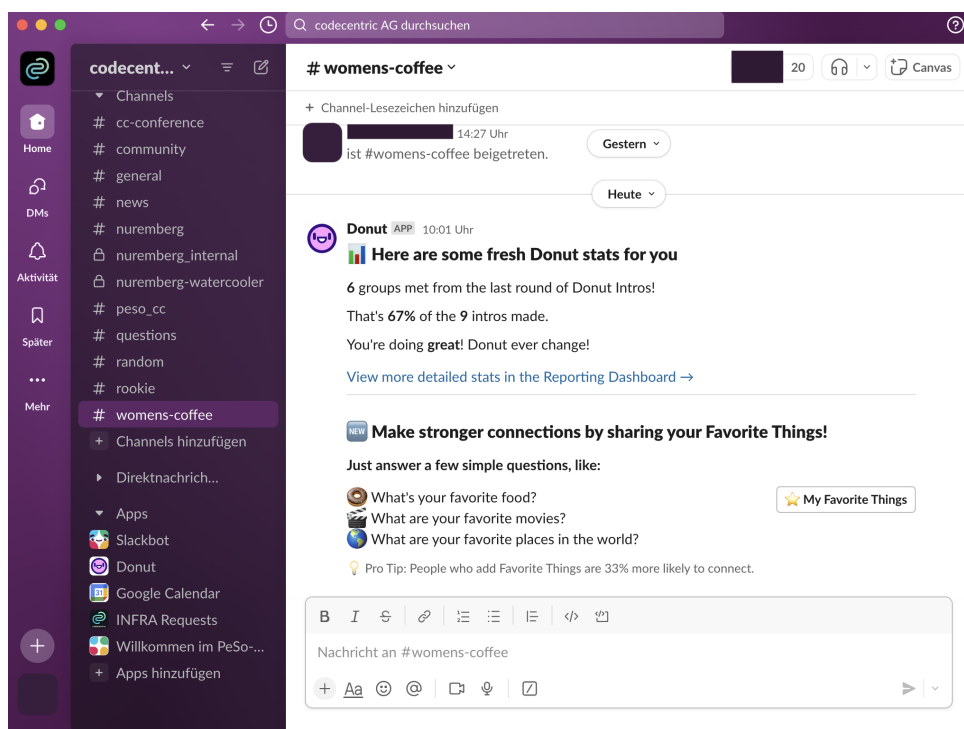 codecentric AG durchsuchen
codecent...
# womens-coffee
20
Canvas
Home
DMs
Aktivität
Später
Mehr
Channels
# cc-conference
# community
# general
# news
# nuremberg
nuremberg_internal
nuremberg-watercooler
# peso_cc
# questions
# random
# rookie
# womens-coffee
+ Channels hinzufügen
Direktnachrich...
Apps
Slackbot
Donut
Google Calendar
INFRA Requests
Willkommen im PeSo-...
+ Apps hinzufügen
+ Channel-Lesezeichen hinzufügen
14:27 Uhr
ist #womens-coffee beigetreten.
Gestern
Heute
Donut APP 10:01 Uhr
Here are some fresh Donut stats for you
6 groups met from the last round of Donut Intros!
That's 67% of the 9 intros made.
You're doing great! Donut ever change!
View more detailed stats in the Reporting Dashboard →
NEW Make stronger connections by sharing your Favorite Things!
Just answer a few simple questions, like:
What's your favorite food?
What are your favorite movies?
What are your favorite places in the world?
My Favorite Things
Pro Tip: People who add Favorite Things are 33% more likely to connect.
B I S
Nachricht an #womens-coffee
+ Aa @